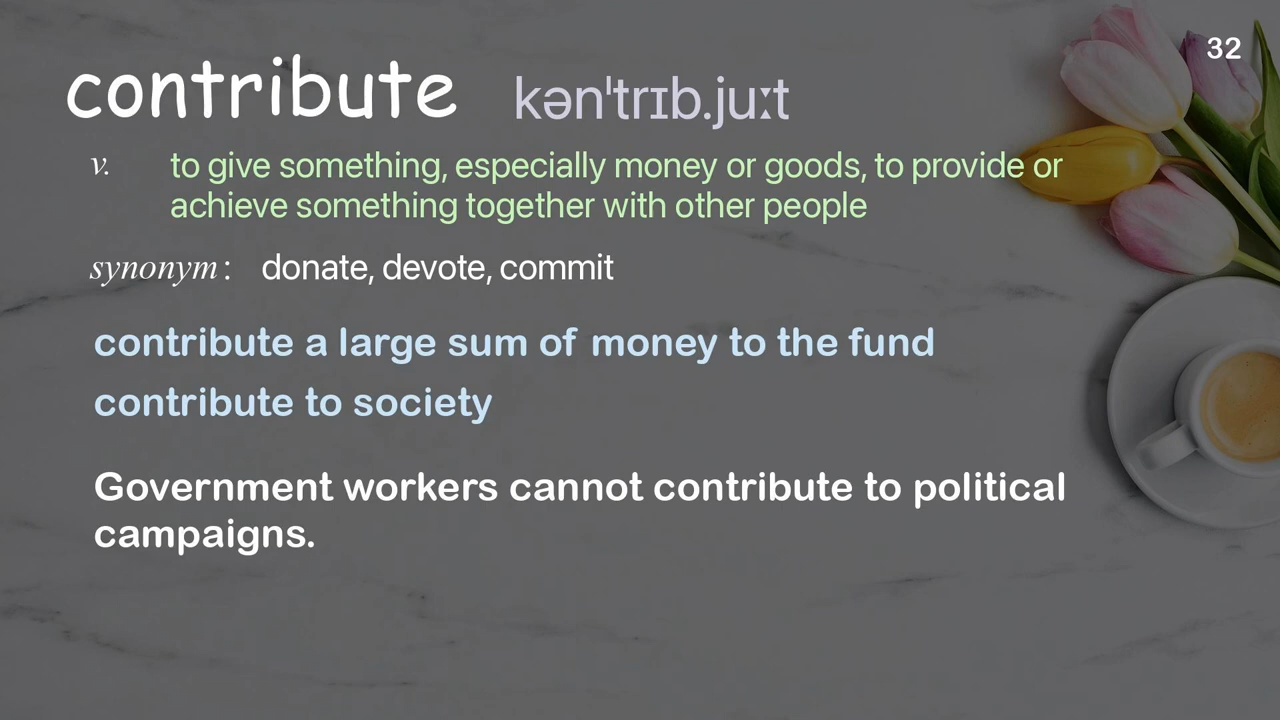 32
contribute kənˈtrɪb.juːt
v. to give something, especially money or goods, to provide or
achieve something together with other people
synonym : donate, devote, commit
contribute a large sum of money to the fund
contribute to society
Government workers cannot contribute to political
campaigns.